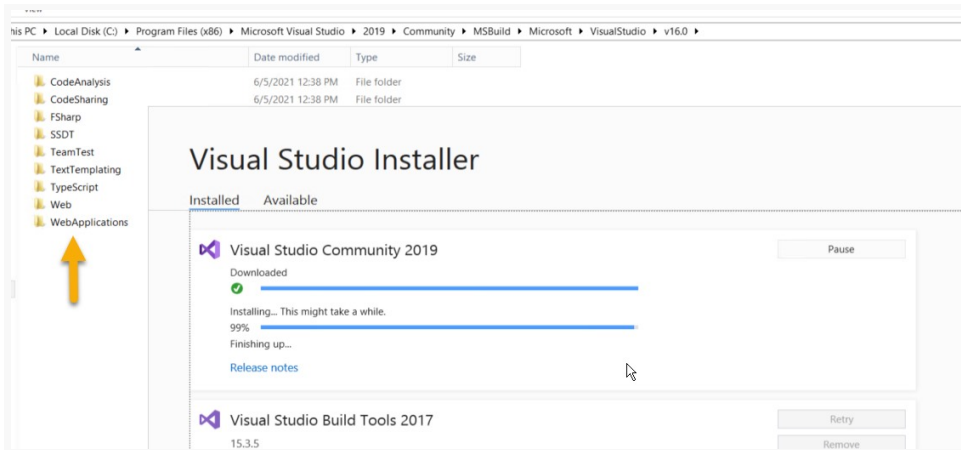 his PC ▸ Local Disk (C:) ▸ Program Files (x86) ▸ Microsoft Visual Studio ▸ 2019 ▸ Community ▸ MSBuild ▸ Microsoft ▸ VisualStudio ▸ v16.0 ▸
Name Date modified Type Size
CodeAnalysis 6/5/2021 12:38 PM File folder
CodeSharing 6/5/2021 12:38 PM File folder
FSharp
SSDT
TeamTest
TextTemplating
TypeScript
Web
WebApplications
Visual Studio Installer
Installed Available
Visual Studio Community 2019
Pause
Downloaded
Installing... This might take a while.
99%
Finishing up...
Release notes
Visual Studio Build Tools 2017
Retry
15.3.5
Remove